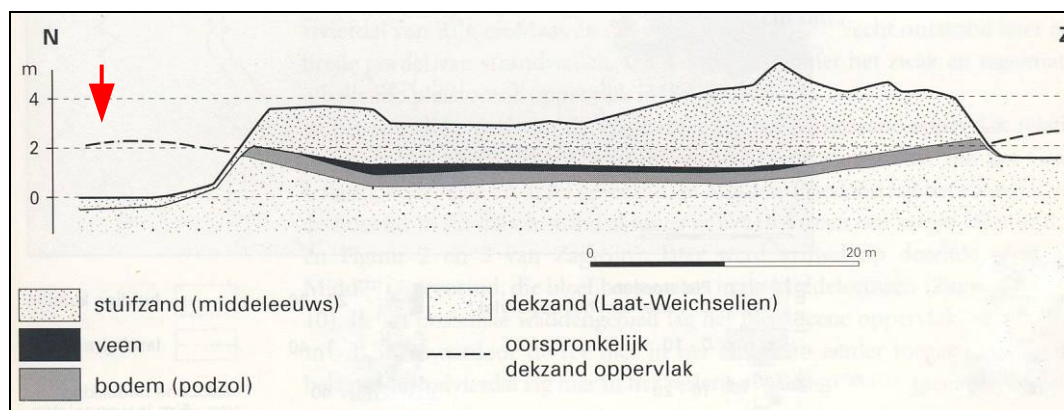 N Z
m
4
2
0
0 20 m
stuifzand (middeleeuws)
veen
bodem (podzol)
dekzand (Laat-Weichselien)
oorspronkelijk
dekzand oppervlak